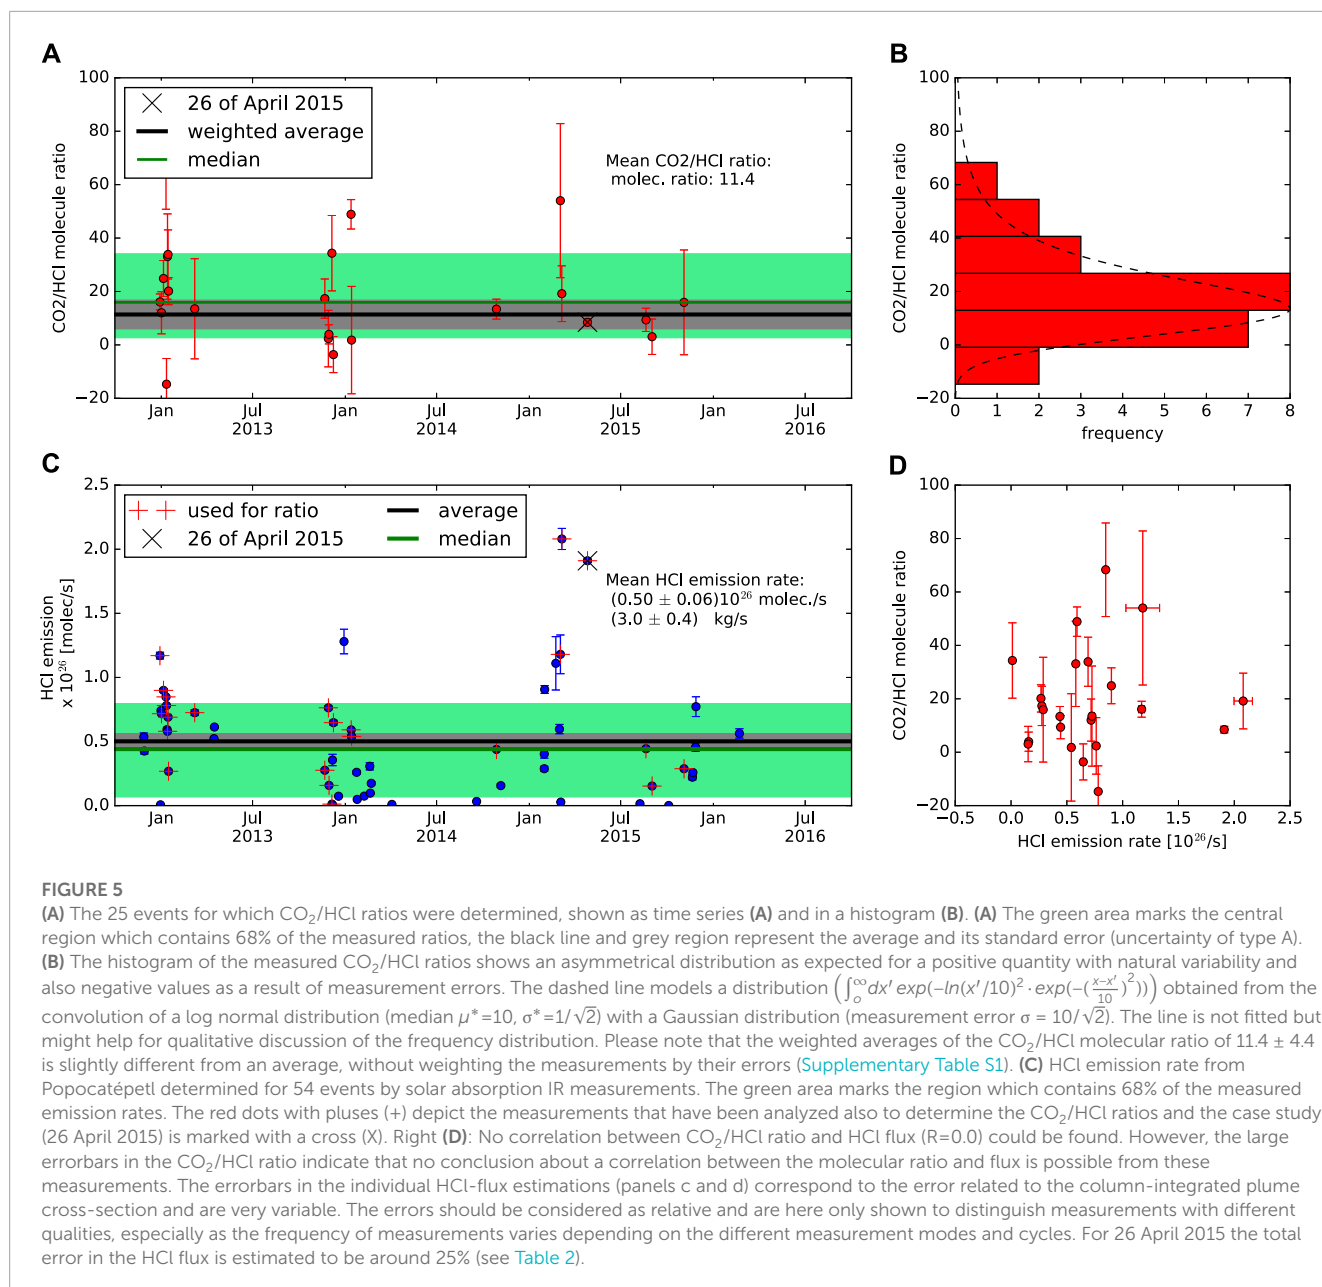 A
100
80
60
40
20
0
−20
CO2/HCl molecule ratio
26 of April 2015
weighted average
median
Mean CO2/HCl ratio:
molec. ratio: 11.4
Jan
Jul
2013
Jan
Jul
2014
Jan
Jul
2015
Jan
Jul
2016
B
100
80
60
40
20
0
−20
CO2/HCl molecule ratio
0 1 2 3 4 5 6 7 8
frequency
C
2.5
2.0
1.5
1.0
0.5
0.0
HCl emission
x 10²⁶ [molec/s]
used for ratio
26 of April 2015
average
median
Mean HCl emission rate:
(0.50 ± 0.06)10²⁶ molec./s
(3.0 ± 0.4) kg/s
Jan
Jul
2013
Jan
Jul
2014
Jan
Jul
2015
Jan
Jul
2016
D
100
80
60
40
20
0
−20
CO2/HCl molecule ratio
−0.5 0.0 0.5 1.0 1.5 2.0 2.5
HCl emission rate [10²⁶/s]
FIGURE 5
(A) The 25 events for which CO₂/HCl ratios were determined, shown as time series (A) and in a histogram (B). (A) The green area marks the central
region which contains 68% of the measured ratios, the black line and grey region represent the average and its standard error (uncertainty of type A).
(B) The histogram of the measured CO₂/HCl ratios shows an asymmetrical distribution as expected for a positive quantity with natural variability and
also negative values as a result of measurement errors. The dashed line models a distribution (∫ₒ^∞ dx′ exp(−ln(x′/10)² · exp(−(x−x′/10)²))) obtained from the
convolution of a log normal distribution (median μ*=10, σ*=1/√2) with a Gaussian distribution (measurement error σ = 10/√2). The line is not fitted but
might help for qualitative discussion of the frequency distribution. Please note that the weighted averages of the CO₂/HCl molecular ratio of 11.4 ± 4.4
is slightly different from an average, without weighting the measurements by their errors (Supplementary Table S1). (C) HCl emission rate from
Popocatépetl determined for 54 events by solar absorption IR measurements. The green area marks the region which contains 68% of the measured
emission rates. The red dots with pluses (+) depict the measurements that have been analyzed also to determine the CO₂/HCl ratios and the case study
(26 April 2015) is marked with a cross (X). Right (D): No correlation between CO₂/HCl ratio and HCl flux (R=0.0) could be found. However, the large
errorbars in the CO₂/HCl ratio indicate that no conclusion about a correlation between the molecular ratio and flux is possible from these
measurements. The errorbars in the individual HCl-flux estimations (panels c and d) correspond to the error related to the column-integrated plume
cross-section and are very variable. The errors should be considered as relative and are here only shown to distinguish measurements with different
qualities, especially as the frequency of measurements varies depending on the different measurement modes and cycles. For 26 April 2015 the total
error in the HCl flux is estimated to be around 25% (see Table 2).